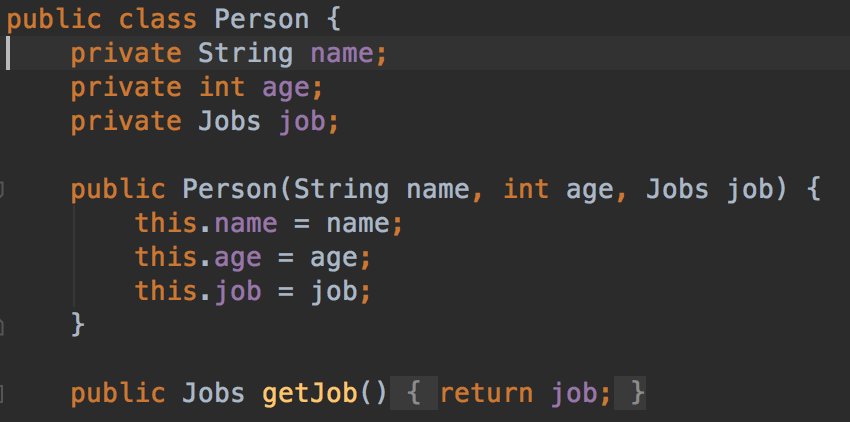 public class Person {
    private String name;
    private int age;
    private Jobs job;
    public Person(String name, int age, Jobs job) {
        this.name = name;
        this.age = age;
        this.job = job;
    }
    public Jobs getJob() { return job; }